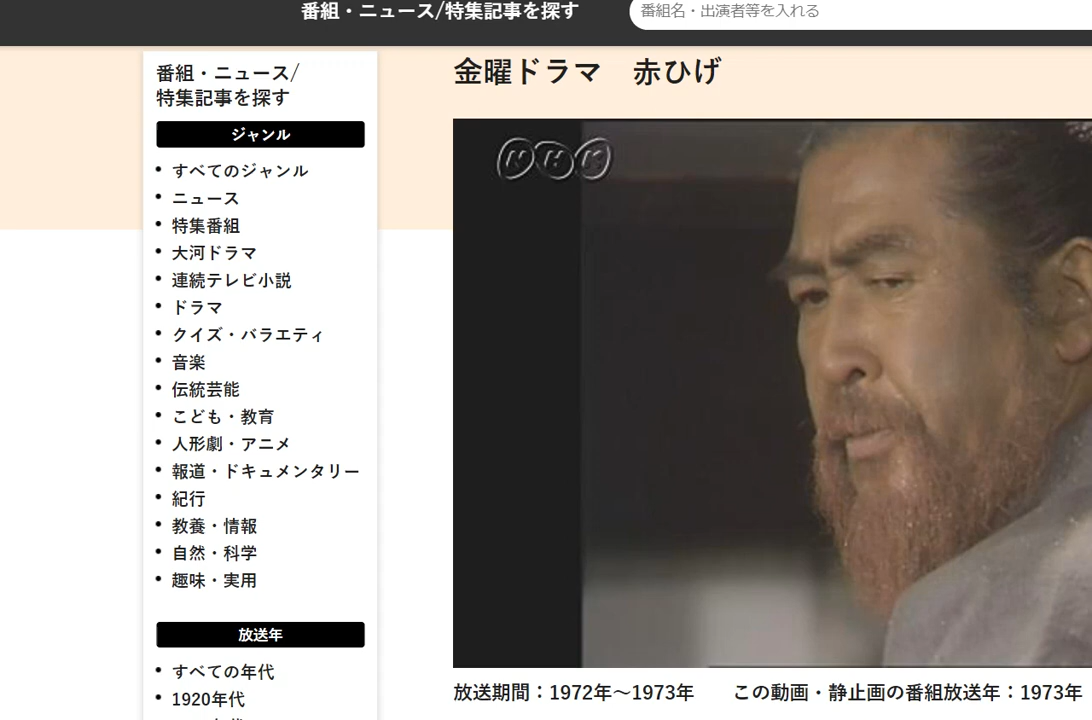 番組・ニュース/特集記事を探す
番組名・出演者等を入れる
番組・ニュース/
特集記事を探す
ジャンル
すべてのジャンル
ニュース
特集番組
大河ドラマ
連続テレビ小説
ドラマ
クイズ・バラエティ
音楽
伝統芸能
こども・教育
人形劇・アニメ
報道・ドキュメンタリー
紀行
教養・情報
自然・科学
趣味・実用
放送年
すべての年代
1920年代
金曜ドラマ　赤ひげ
NHK
放送期間：1972年～1973年　　この動画・静止画の番組放送年：1973年